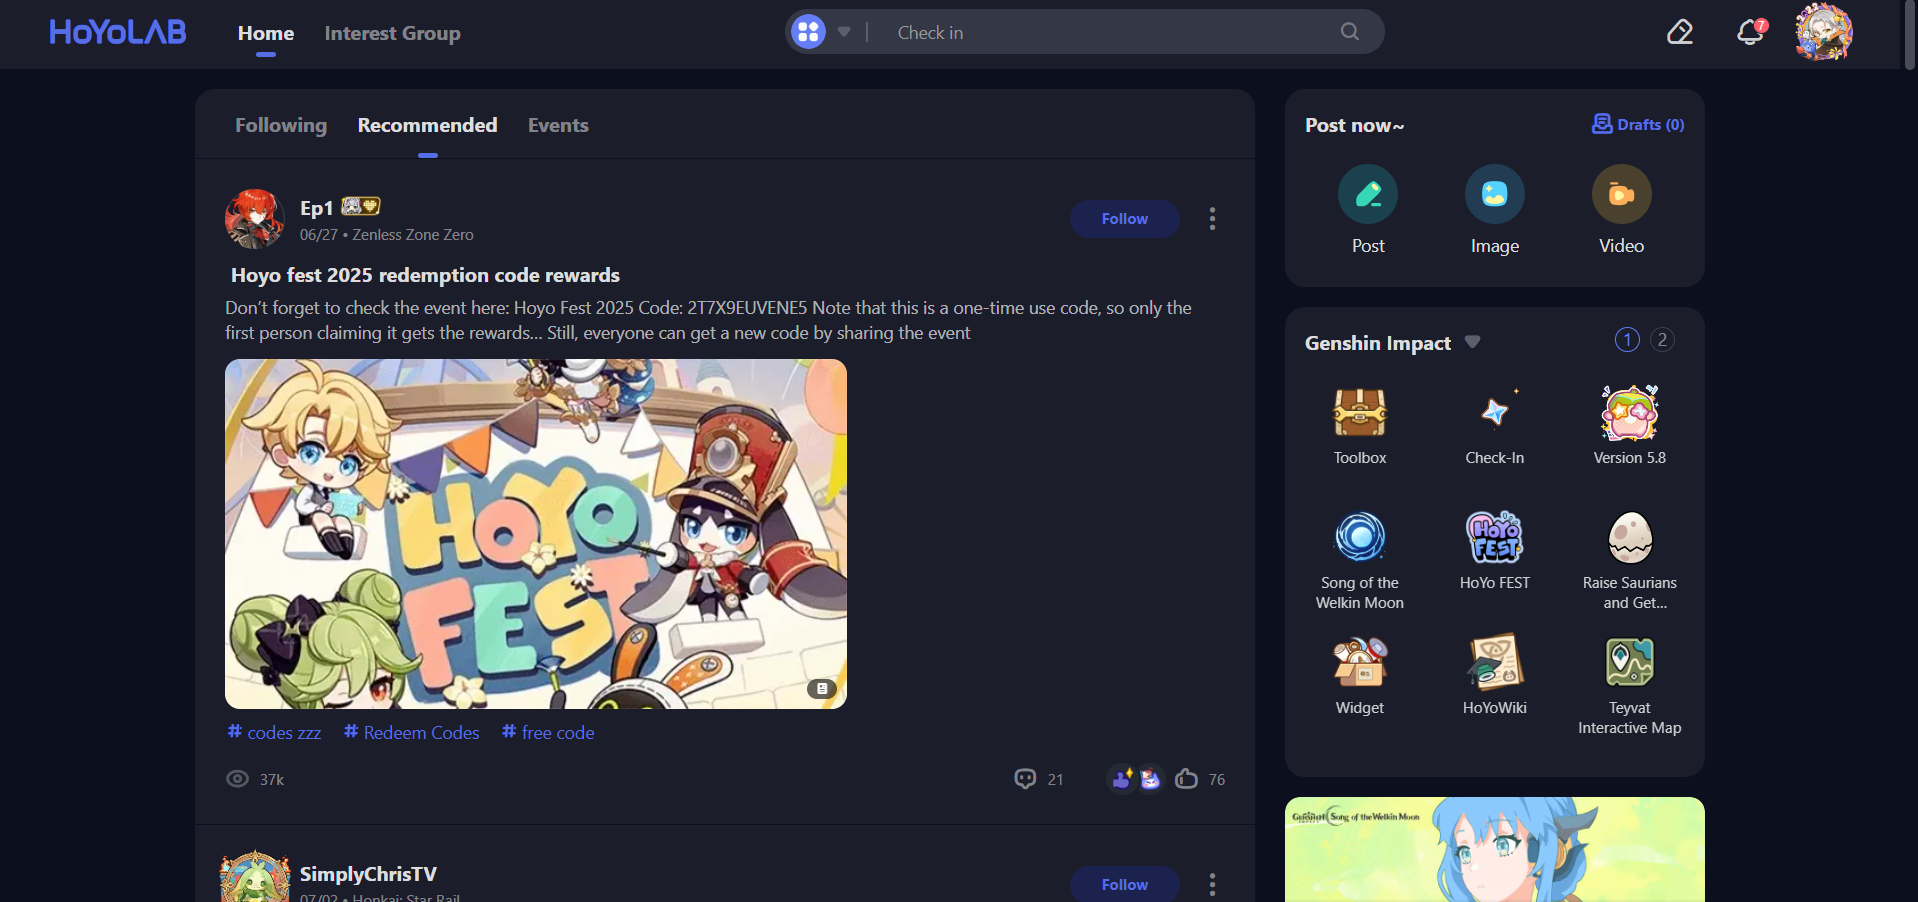 HoYoLAB
Home
Interest Group
Check in
7
Following
Recommended
Events
Ep1
06/27 • Zenless Zone Zero
Follow
Hoyo fest 2025 redemption code rewards
Don’t forget to check the event here: Hoyo Fest 2025 Code: 2T7X9EUVENE5 Note that this is a one-time use code, so only the
first person claiming it gets the rewards... Still, everyone can get a new code by sharing the event
HOYO
FEST
# codes zzz
# Redeem Codes
# free code
37k
21
76
SimplyChrisTV
07/02 • Honkai: Star Rail
Follow
Post now~
Drafts (0)
Post
Image
Video
Genshin Impact
1
2
Toolbox
Check-In
Version 5.8
Song of the
Welkin Moon
HOYO
FEST
HoYo FEST
Raise Saurians
and Get...
Widget
HoYoWiki
Teyvat
Interactive Map
Genshin
Song of the Welkin Moon